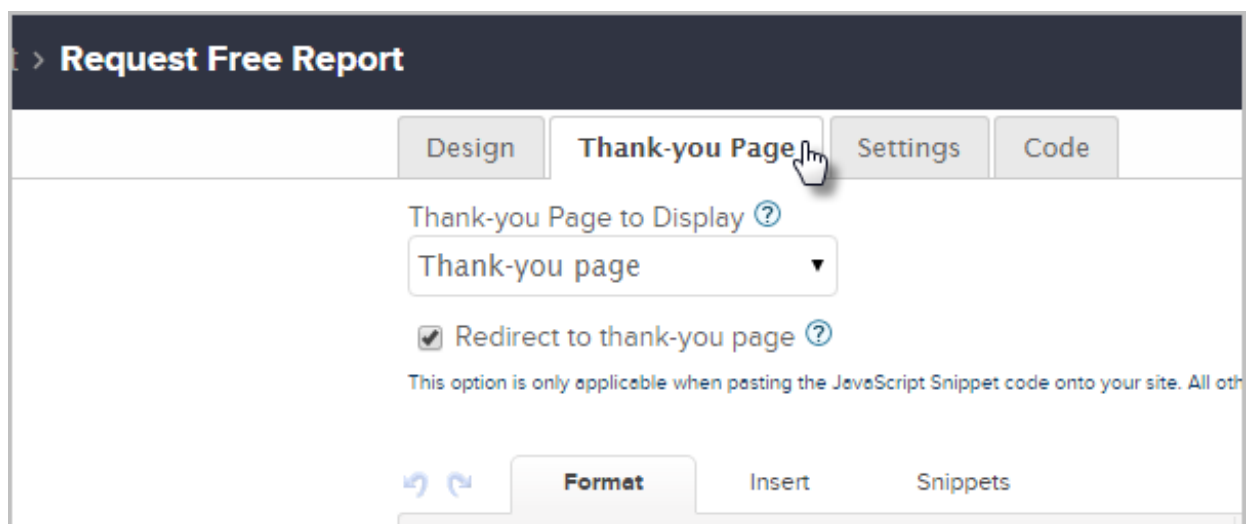 > Request Free Report
Design Thank-you Page Settings Code
Thank-you Page to Display ?
Thank-you page
Redirect to thank-you page ?
This option is only applicable when pasting the JavaScript Snippet code onto your site. All
Format Insert Snippets